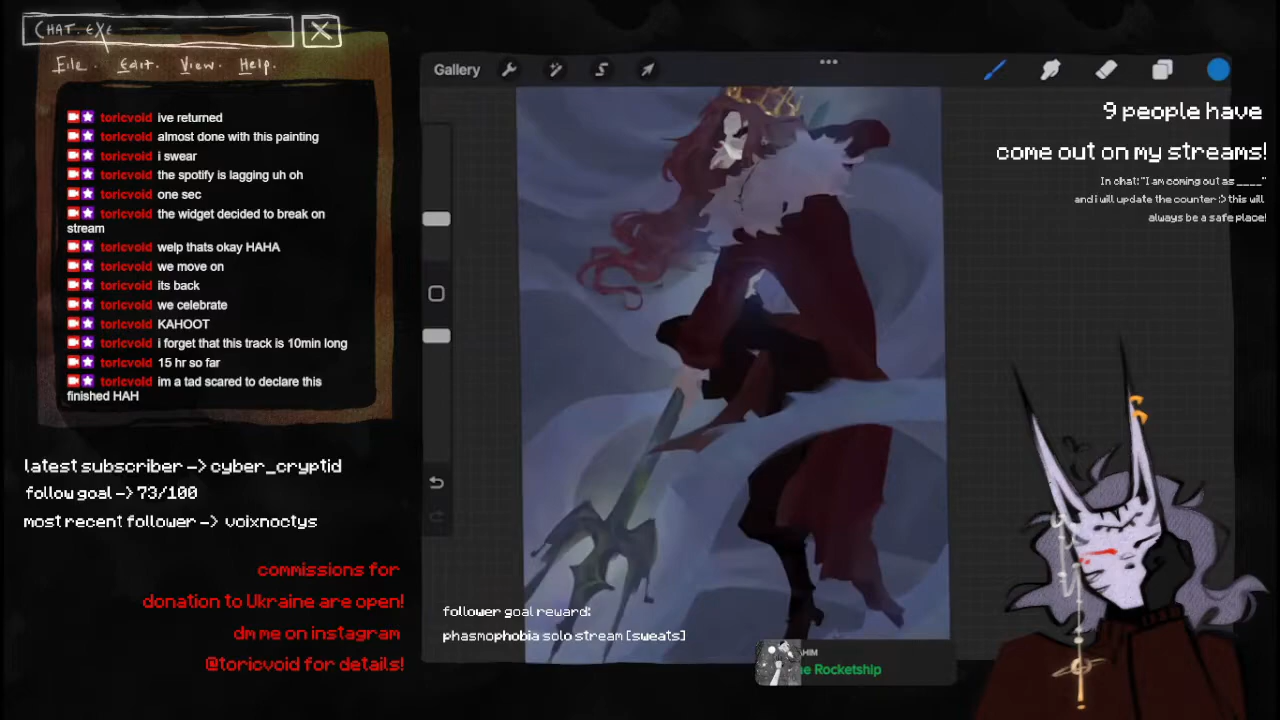 CHAT.EXE
File. Edit. View. Help.
toricvoid ive returned
toricvoid almost done with this painting
toricvoid i swear
toricvoid the spotify is lagging uh oh
toricvoid one sec
toricvoid the widget decided to break on
stream
toricvoid welp thats okay HAHA
toricvoid we move on
toricvoid its back
toricvoid we celebrate
toricvoid KAHOOT
toricvoid i forget that this track is 10min long
toricvoid 15 hr so far
toricvoid im a tad scared to declare this
finished HAH
latest subscriber -> cyber_cryptid
follow goal -> 73/100
most recent follower -> voixnoctys
commissions for
donation to Ukraine are open!
dm me on instagram
@toricvoid for details!
Gallery
9 people have
come out on my streams!
In chat: "I am coming out as ____"
and i will update the counter :> this will
always be a safe place!
follower goal reward:
phasmophobia solo stream [sweats]
Rocketship